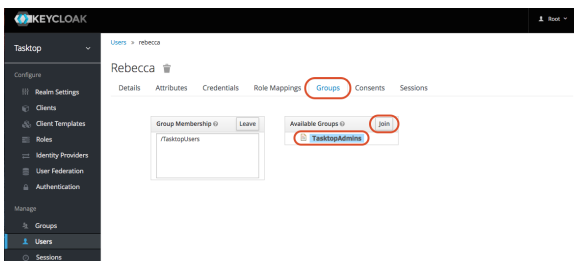 KEYCLOAK
Root
Tasktop
Users » rebecca
Rebecca
Configure
Details Attributes Credentials Role Mappings Groups Consents Sessions
Realm Settings
Clients
Client Templates
Roles
Identity Providers
User Federation
Authentication
Group Membership Leave
/TasktopUsers
Available Groups Join
TasktopAdmins
Manage
Groups
Users
Sessions